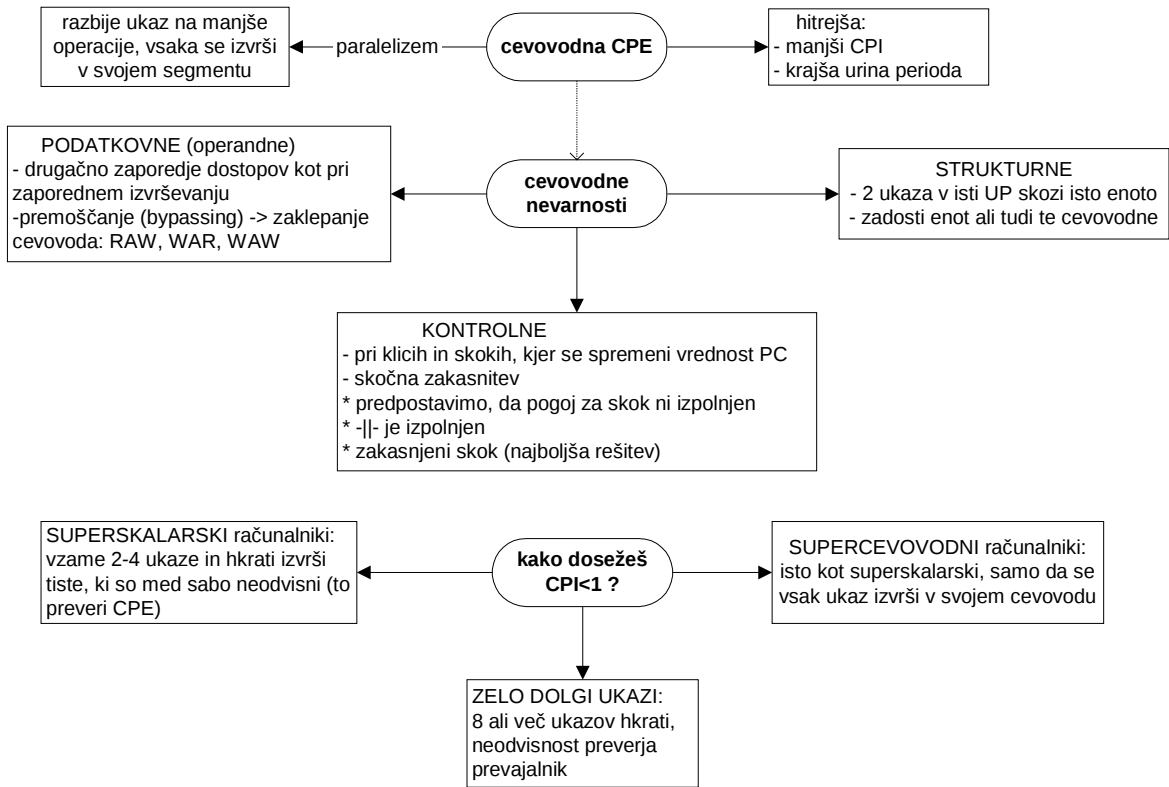 razbije ukaz na manjše
operacije, vsaka se izvrši
v svojem segmentu
paralelizem
cevovodna CPE
hitrejša:
- manjši CPI
- krajša urina perioda
PODATKOVNE (operandne)
- drugačno zaporedje dostopov kot pri
zaporednem izvrševanju
-premoščanje (bypassing) -> zaklepanje
cevovoda: RAW, WAR, WAW
cevovodne
nevarnosti
STRUKTURNE
- 2 ukaza v isti UP skozi isto enoto
- zadosti enot ali tudi te cevovodne
KONTROLNE
- pri klicih in skokih, kjer se spremeni vrednost PC
- skočna zakasnitev
* predpostavimo, da pogoj za skok ni izpolnjen
* -||- je izpolnjen
* zakasnjeni skok (najboljša rešitev)
SUPERSKALARSKI računalniki:
vzame 2-4 ukaze in hkrati izvrši
tiste, ki so med sabo neodvisni (to
preveri CPE)
kako dosežeš
CPI<1 ?
SUPERCEVOVODNI računalniki:
isto kot superskalarski, samo da se
vsak ukaz izvrši v svojem cevovodu
ZELO DOLGI UKAZI:
8 ali več ukazov hkrati,
neodvisnost preverja
prevajalnik